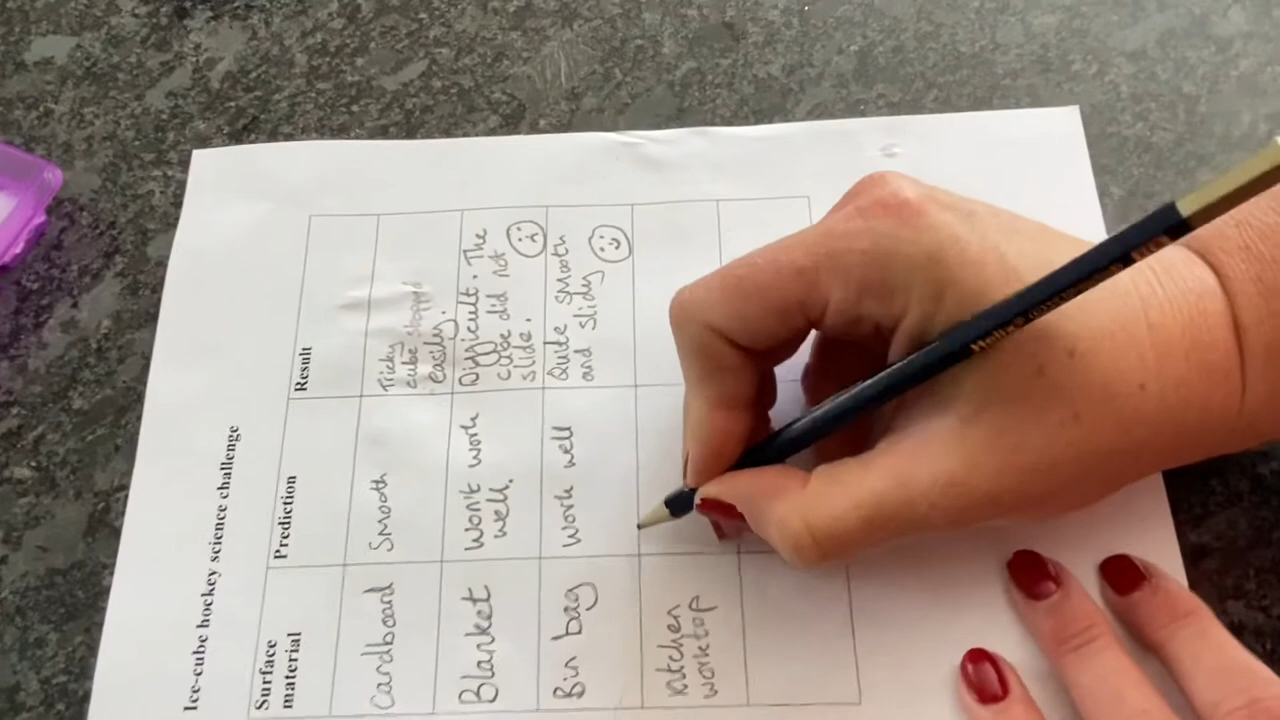 Ice-cube hockey science challenge
Surface
material
Prediction
Result
Cardboard
Smooth
Tricky
cube stopped
easily.
Blanket
won't work
well.
Difficult. The
cube did not
slide.
Bin bag
work well
Quite smooth
and slidy
Kitchen
worktop
Helix